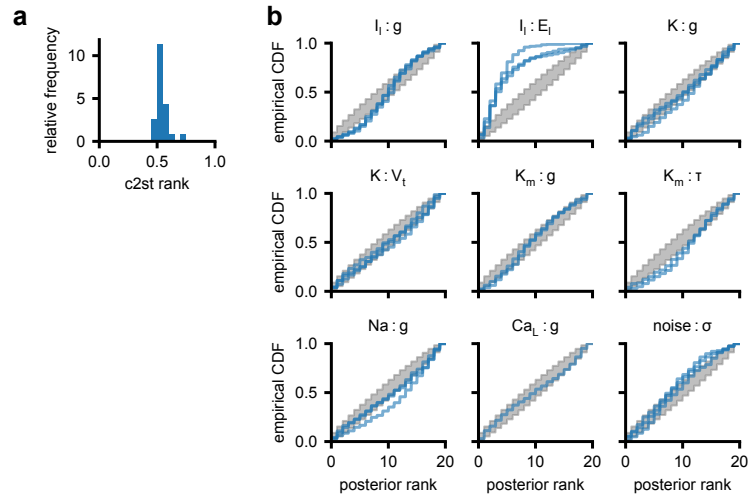 a
relative frequency
10
5
0
0.0 0.5 1.0
c2st rank
b
I_l : g
I_l : E_l
K : g
empirical CDF
1.0
0.5
0.0
K : V_t
K_m : g
K_m : τ
empirical CDF
1.0
0.5
0.0
Na : g
Ca_L : g
noise : σ
empirical CDF
1.0
0.5
0.0
0 10 20
0 10 20
0 10 20
posterior rank
posterior rank
posterior rank